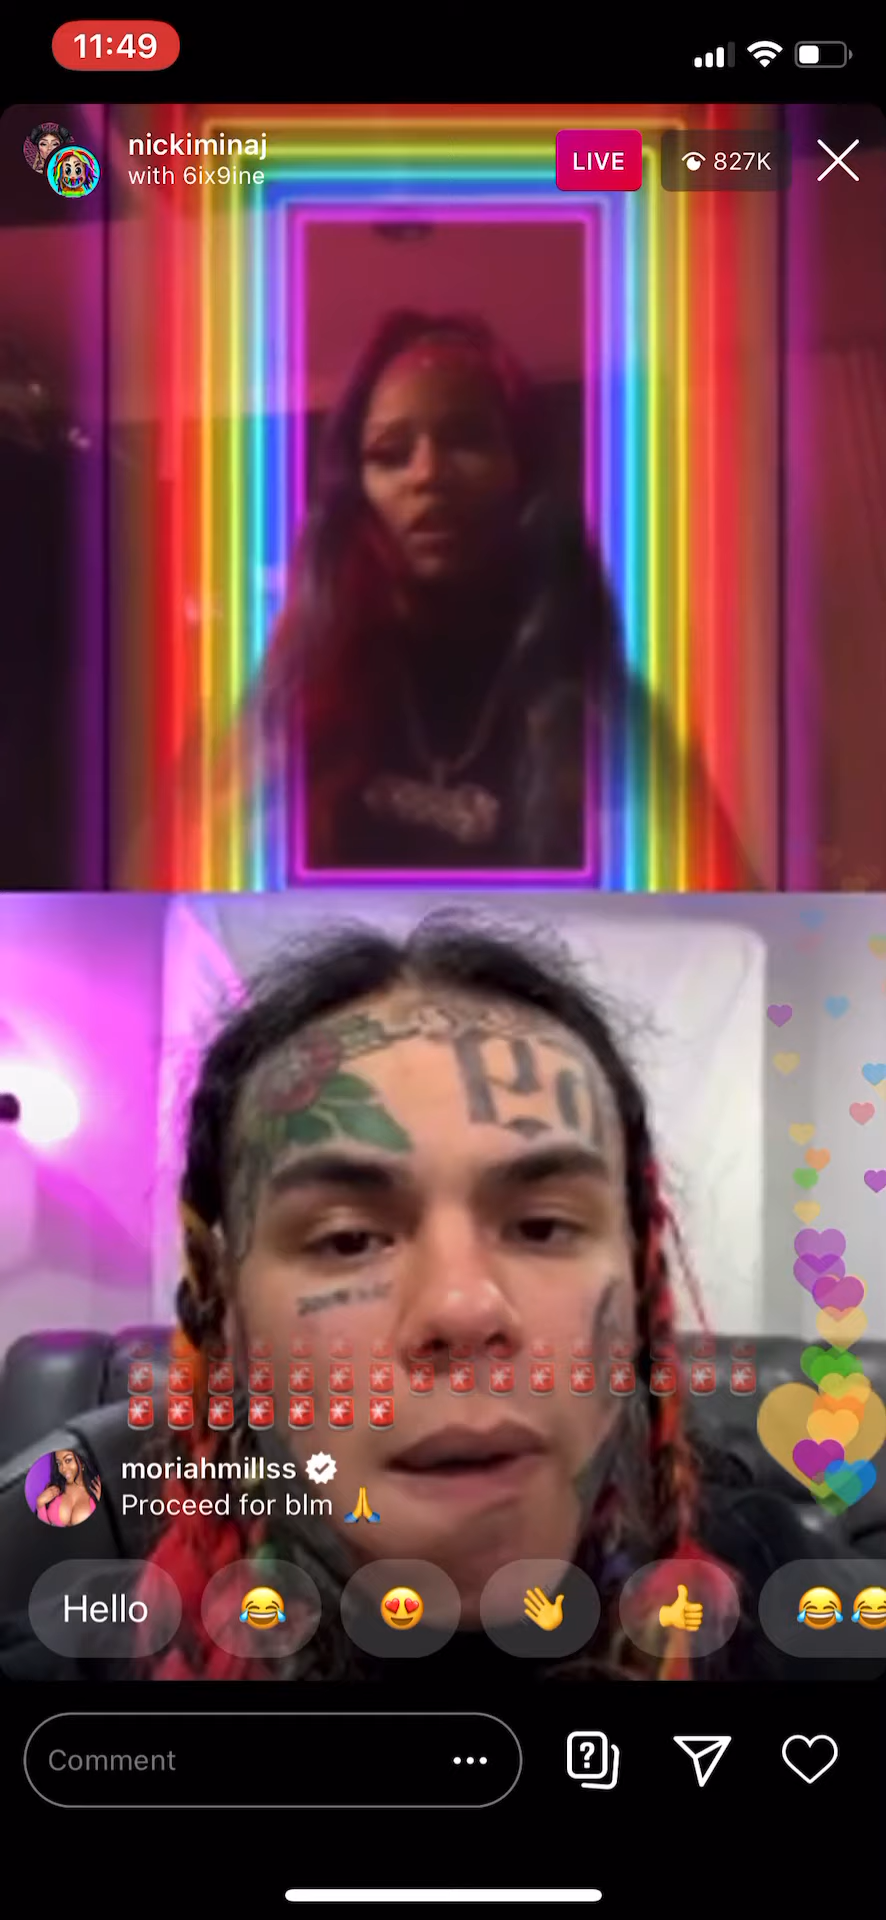 11:49
nickiminaj
with 6ix9ine
LIVE
827K
moriahmillss
Proceed for blm 🙏
Hello
Comment